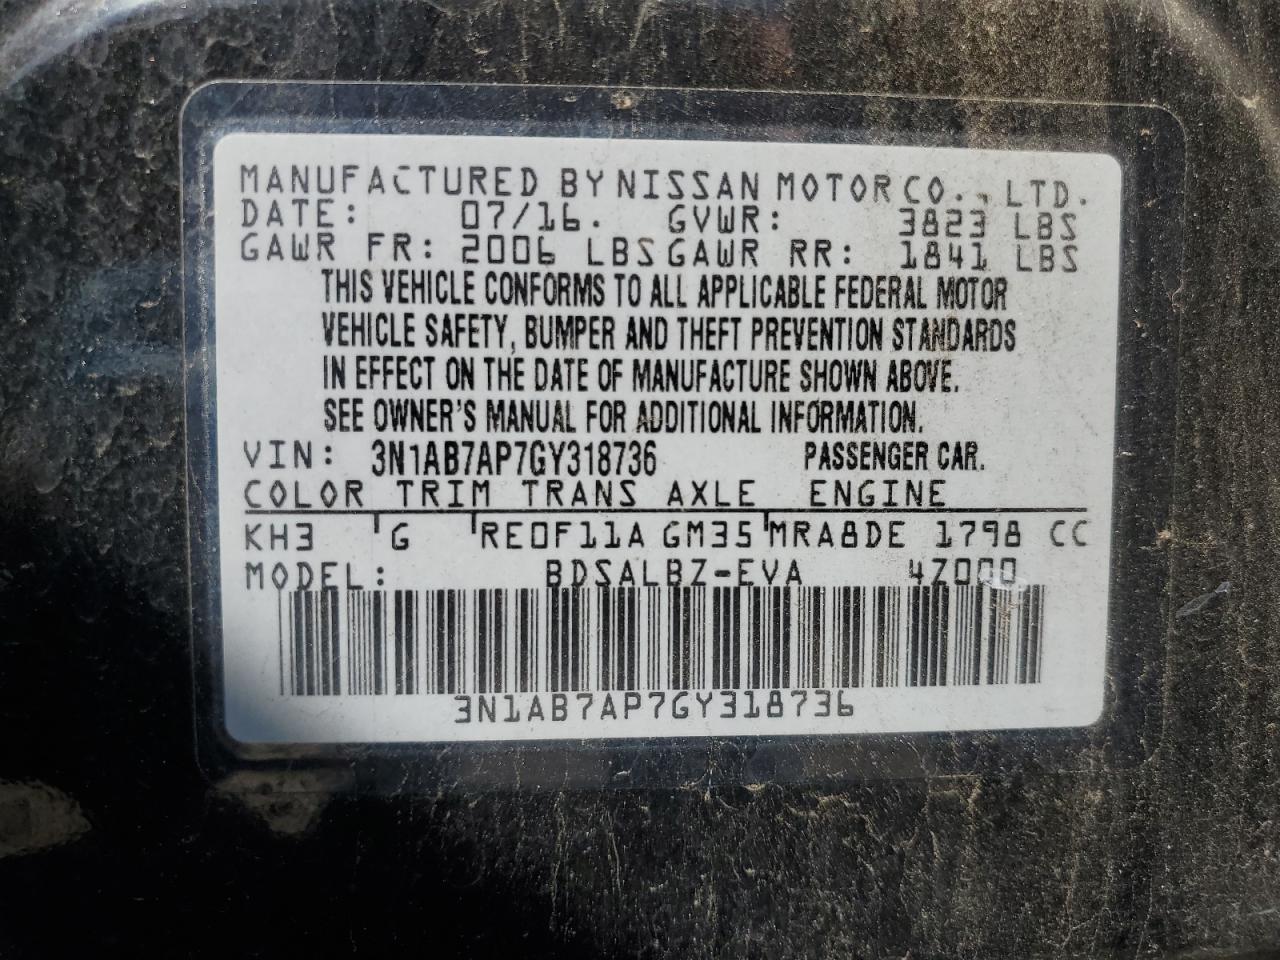 MANUFACTURED BY NISSAN MOTOR CO., LTD.
DATE: 07/16. GVWR: 3823 LBS
GAWR FR: 2006 LBS GAWR RR: 1841 LBS
THIS VEHICLE CONFORMS TO ALL APPLICABLE FEDERAL MOTOR
VEHICLE SAFETY, BUMPER AND THEFT PREVENTION STANDARDS
IN EFFECT ON THE DATE OF MANUFACTURE SHOWN ABOVE.
SEE OWNER'S MANUAL FOR ADDITIONAL INFORMATION.
VIN: 3N1AB7AP7GY318736 PASSENGER CAR.
COLOR TRIM TRANS AXLE ENGINE
KH3 G RE0F11A GM35 MRA8DE 1798 CC
MODEL: BDSALBZ-EVA 4Z000
3N1AB7AP7GY318736